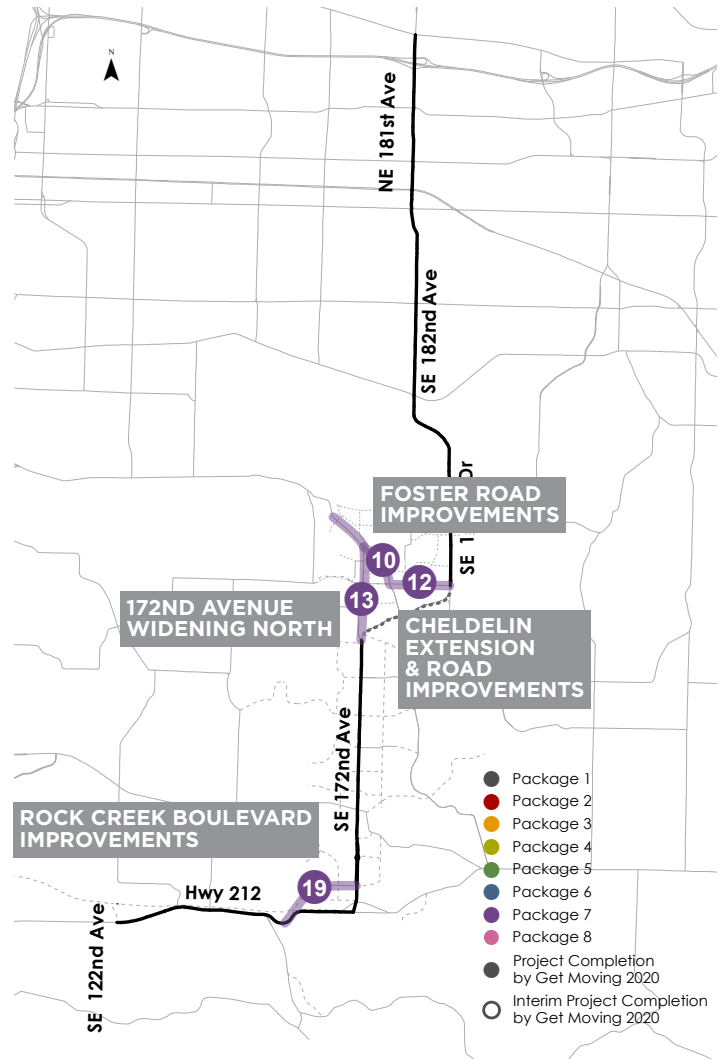 N
NE 181st Ave
SE 182nd Ave
FOSTER ROAD
IMPROVEMENTS
SE 1
Dr
10
12
13
172ND AVENUE
WIDENING NORTH
CHELDELIN
EXTENSION
& ROAD
IMPROVEMENTS
SE 172nd Ave
ROCK CREEK BOULEVARD
IMPROVEMENTS
19
Hwy 212
SE 122nd Ave
Package 1
Package 2
Package 3
Package 4
Package 5
Package 6
Package 7
Package 8
Project Completion
by Get Moving 2020
Interim Project Completion
by Get Moving 2020